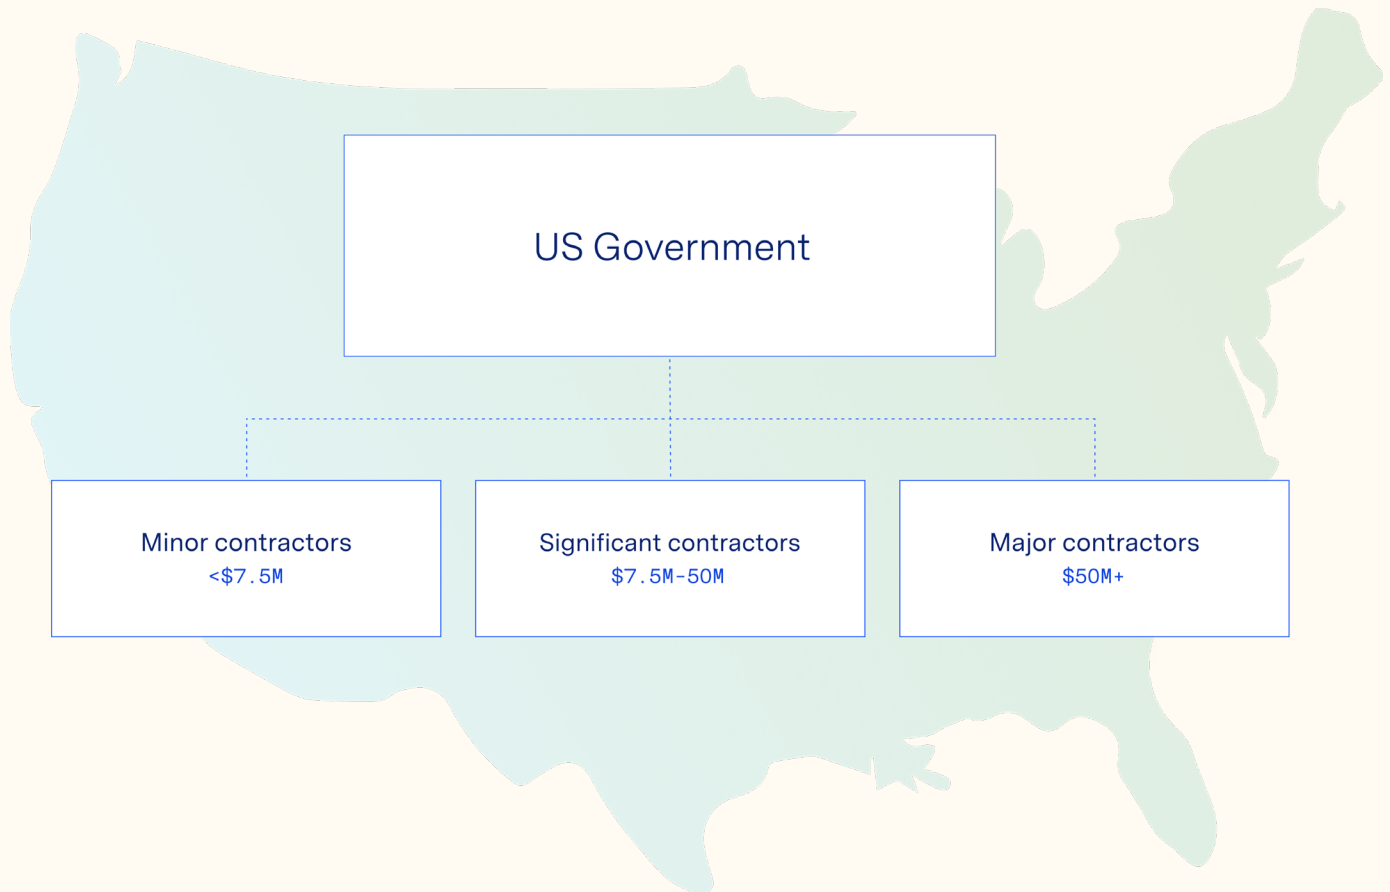 US Government
Minor contractors
<$7.5M
Significant contractors
$7.5M-50M
Major contractors
$50M+